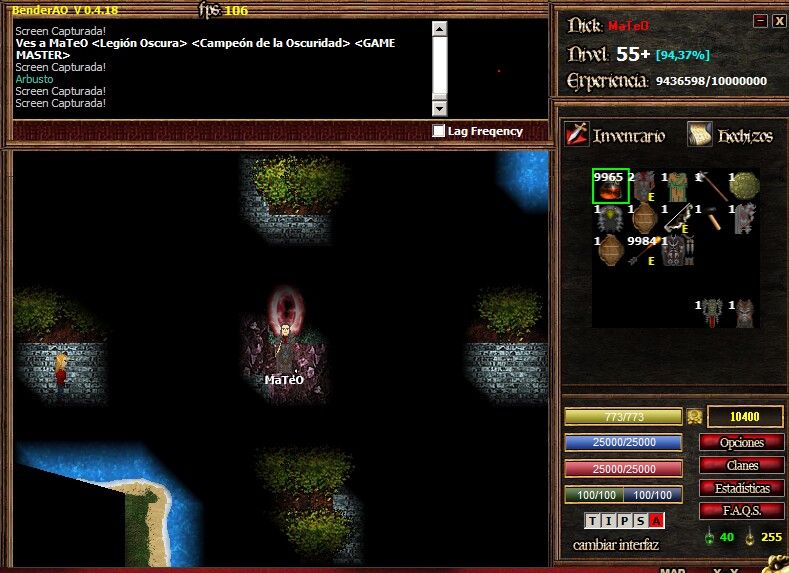 BenderAO V 0.4.18
fps 106
Screen Capturada!
Ves a MaTeO <Legión Oscura> <Campeón de la Oscuridad> <GAME
MASTER>
Screen Capturada!
Arbusto
Screen Capturada!
Screen Capturada!
Lag Freqency
Nick: MaTeO
Nivel: 55+ [94,37%]
Experiencia: 9436598/10000000
Inventario
Hechizos
9965 2 1 1 1
E
1 1 1 1 1
E
1 9984 1
E
1 1
MaTeO
773/773
10400
25000/25000
Opciones
25000/25000
Clanes
100/100 100/100
Estadísticas
F.A.Q.S.
T I P S A
40 255
cambiar interfaz